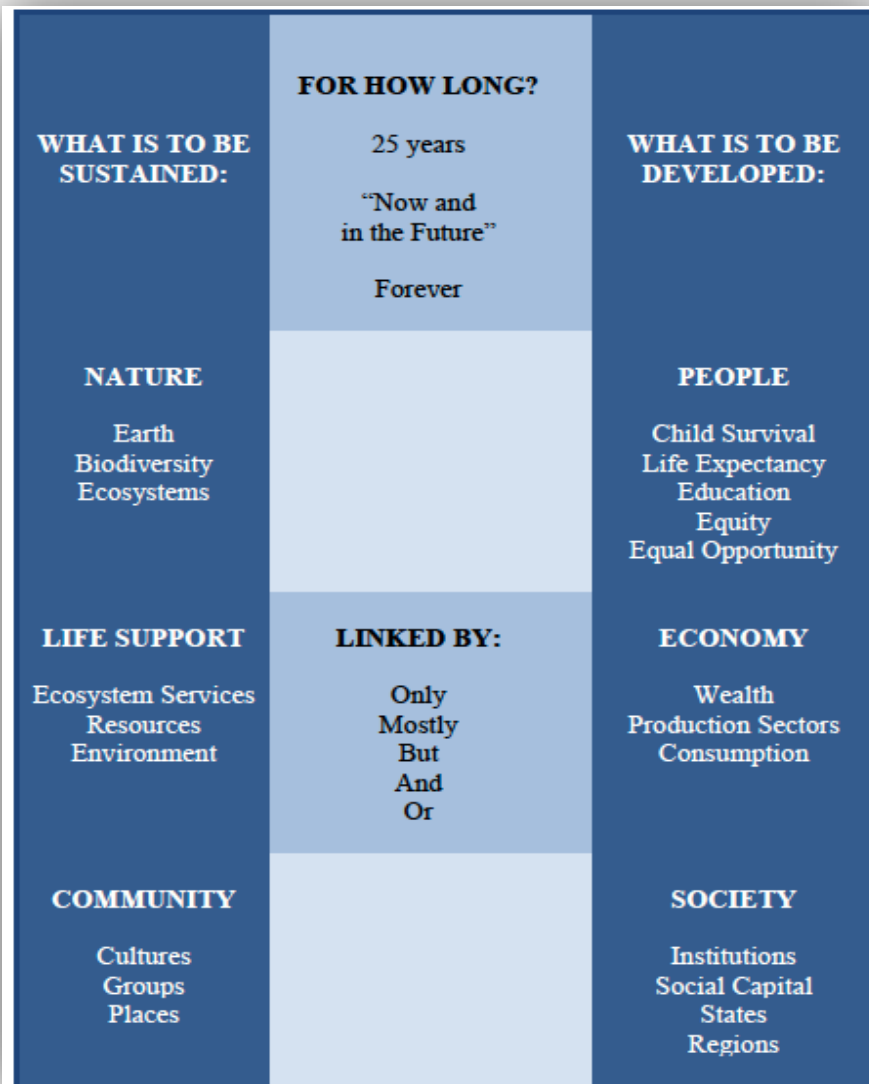 WHAT IS TO BE
SUSTAINED:
FOR HOW LONG?
25 years
“Now and
in the Future”
Forever
WHAT IS TO BE
DEVELOPED:
NATURE
Earth
Biodiversity
Ecosystems
PEOPLE
Child Survival
Life Expectancy
Education
Equity
Equal Opportunity
LIFE SUPPORT
Ecosystem Services
Resources
Environment
LINKED BY:
Only
Mostly
But
And
Or
ECONOMY
Wealth
Production Sectors
Consumption
COMMUNITY
Cultures
Groups
Places
SOCIETY
Institutions
Social Capital
States
Regions